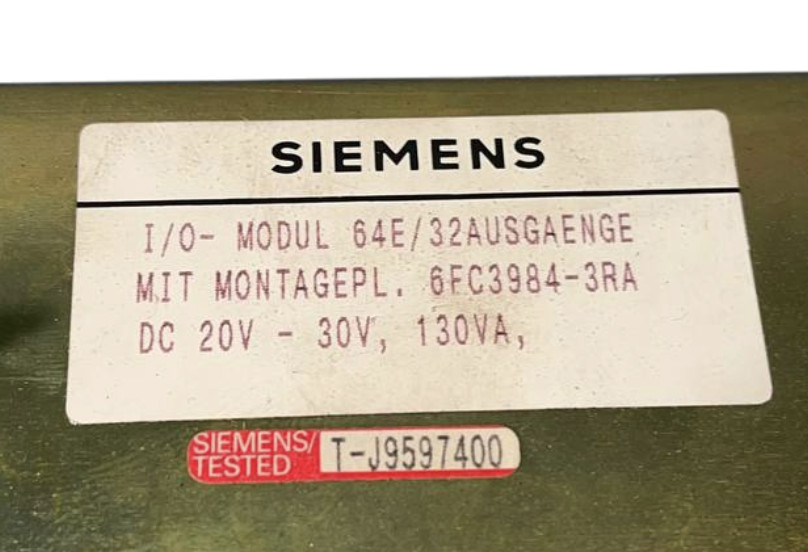 SIEMENS
I/O- MODUL 64E/32AUSGAENGE
MIT MONTAGEPL. 6FC3984-3RA
DC 20V - 30V, 130VA,
SIEMENS/
TESTED
T-J9597400